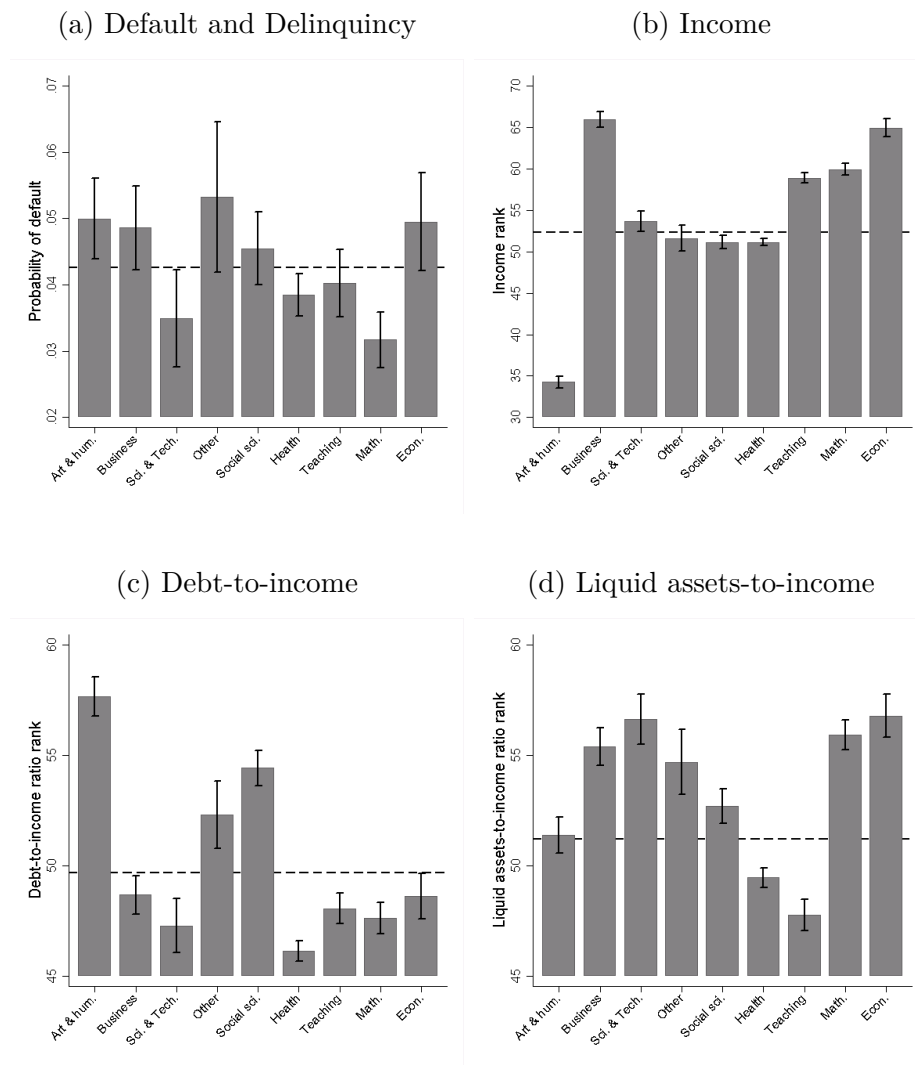 (a) Default and Delinquincy
Probability of default
.07
.06
.05
.04
.03
.02
Art & hum.
Business
Sci. & Tech.
Other
Social sci.
Health
Teaching
Math.
Econ.
(b) Income
Income rank
70
65
60
55
50
45
40
35
30
Art & hum.
Business
Sci. & Tech.
Other
Social sci.
Health
Teaching
Math.
Econ.
(c) Debt-to-income
Debt-to-income ratio rank
60
55
50
45
Art & hum.
Business
Sci. & Tech.
Other
Social sci.
Health
Teaching
Math.
Econ.
(d) Liquid assets-to-income
Liquid assets-to-income ratio rank
60
55
50
45
Art & hum.
Business
Sci. & Tech.
Other
Social sci.
Health
Teaching
Math.
Econ.